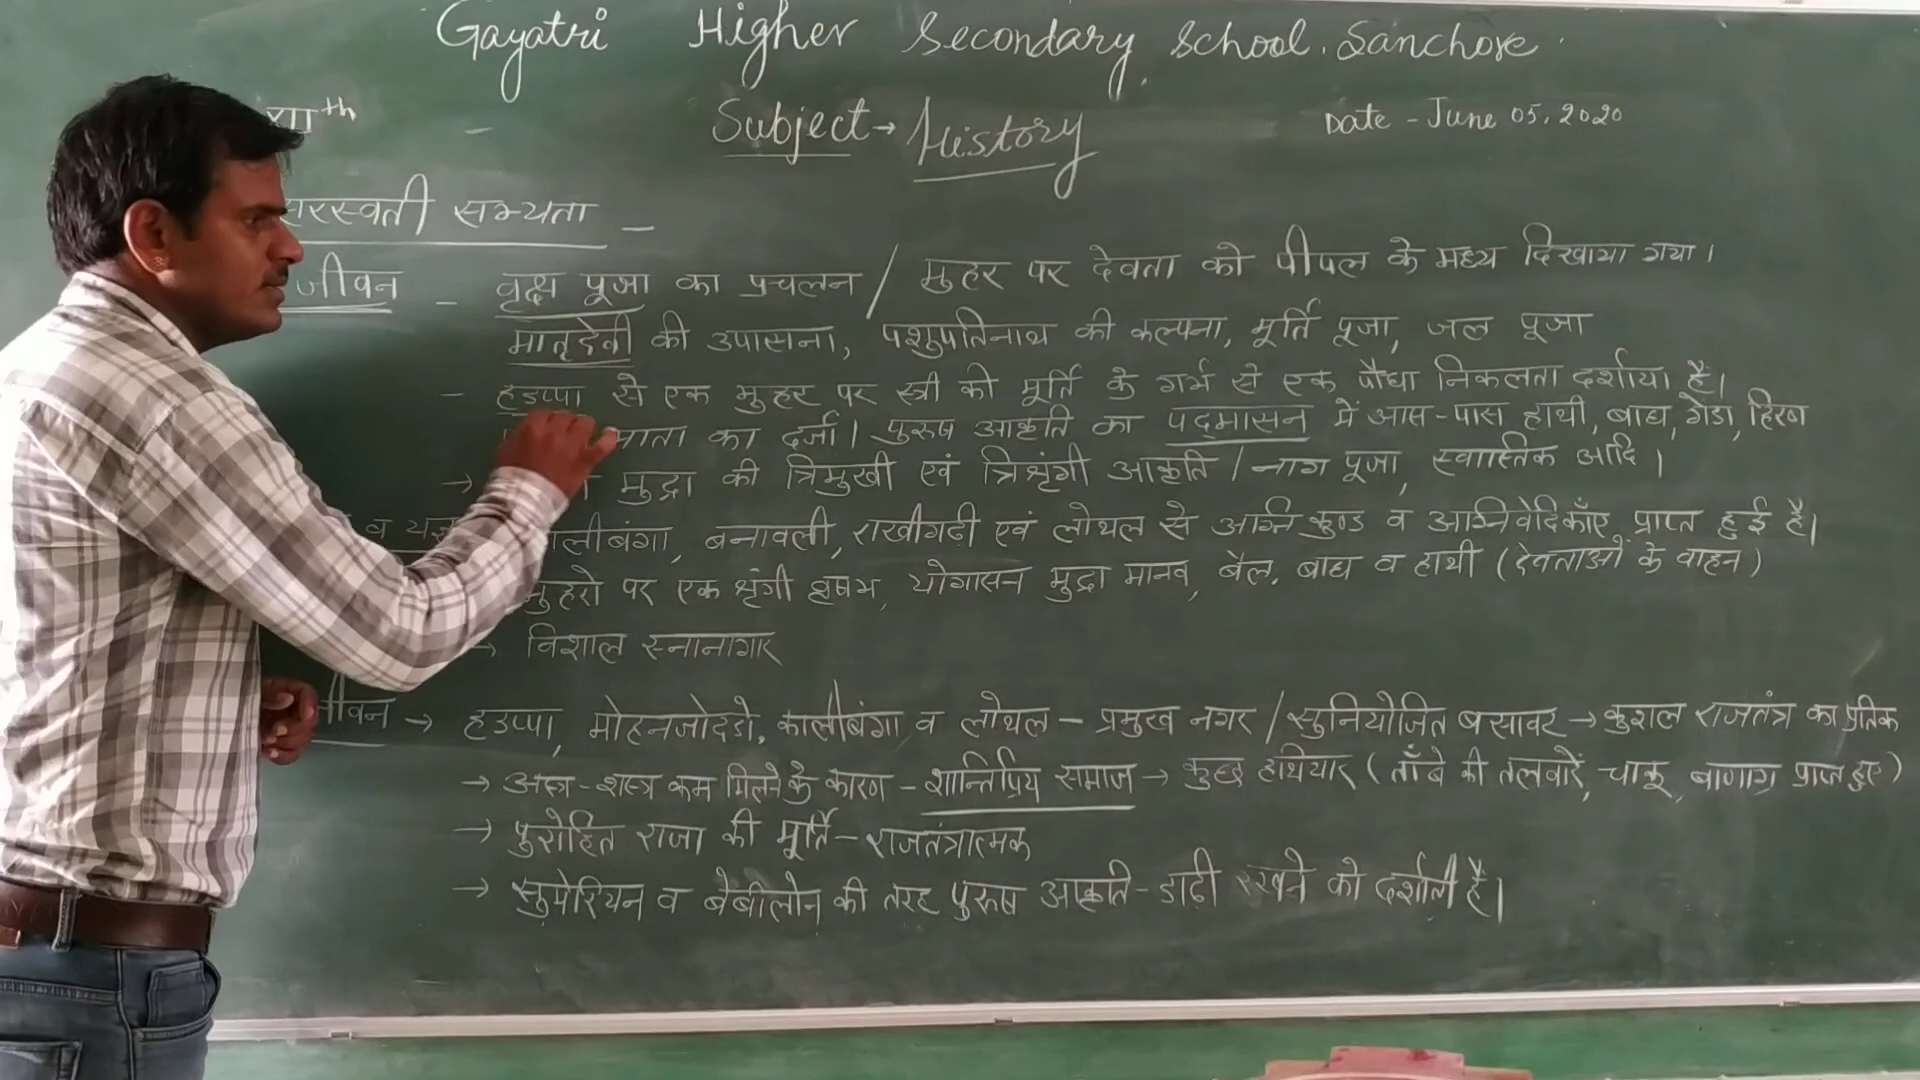 Gayatri Higher Secondary School. Sanchore
XIIth
Subject → History
Date - June 05, 2020
सरस्वती सभ्यता -
जीवन - वृक्ष पूजा का प्रचलन / मुहर पर देवता को पीपल के मध्य दिखाया गया।
मातृदेवी की उपासना, पशुपतिनाथ की कल्पना, मूर्ति पूजा, जल पूजा
- हडप्पा से एक मुहर पर स्त्री की मूर्ति के गर्भ से एक पौधा निकलता दर्शाया है।
माता का दर्जा। पुरुष आकृति का पद्मासन में आस-पास हाथी, बाघ, गेंडा, हिरण
→ मुद्रा की त्रिमुखी एवं त्रिश्रृंगी आकृति / नाग पूजा, स्वास्तिक आदि।
व यज्ञ कालीबंगा, बनावली, राखीगढी एवं लोथल से अग्नि कुण्ड व अग्निवेदिकाँए प्राप्त हुई है।
मुहरो पर एक श्रृंगी वृषभ, योगासन मुद्रा मानव, बैल, बाघ व हाथी (देवताओं के वाहन)
→ विशाल स्नानागार
जीवन → हडप्पा, मोहनजोदडो, कालीबंगा व लोथल - प्रमुख नगर / सुनियोजित बसावट → कुशल राजतंत्र का प्रतिक
→ अस्त्र-शस्त्र कम मिलने के कारण - शान्तिप्रिय समाज → कुछ हथियार (ताँबे की तलवारें, चाकू, बाणाग्र प्राप्त हुए)
→ पुरोहित राजा की मूर्ति - राजतंत्रात्मक
→ सुमेरियन व बेबीलोन की तरह पुरुष आकृति - डाढी रखने को दर्शाती है।